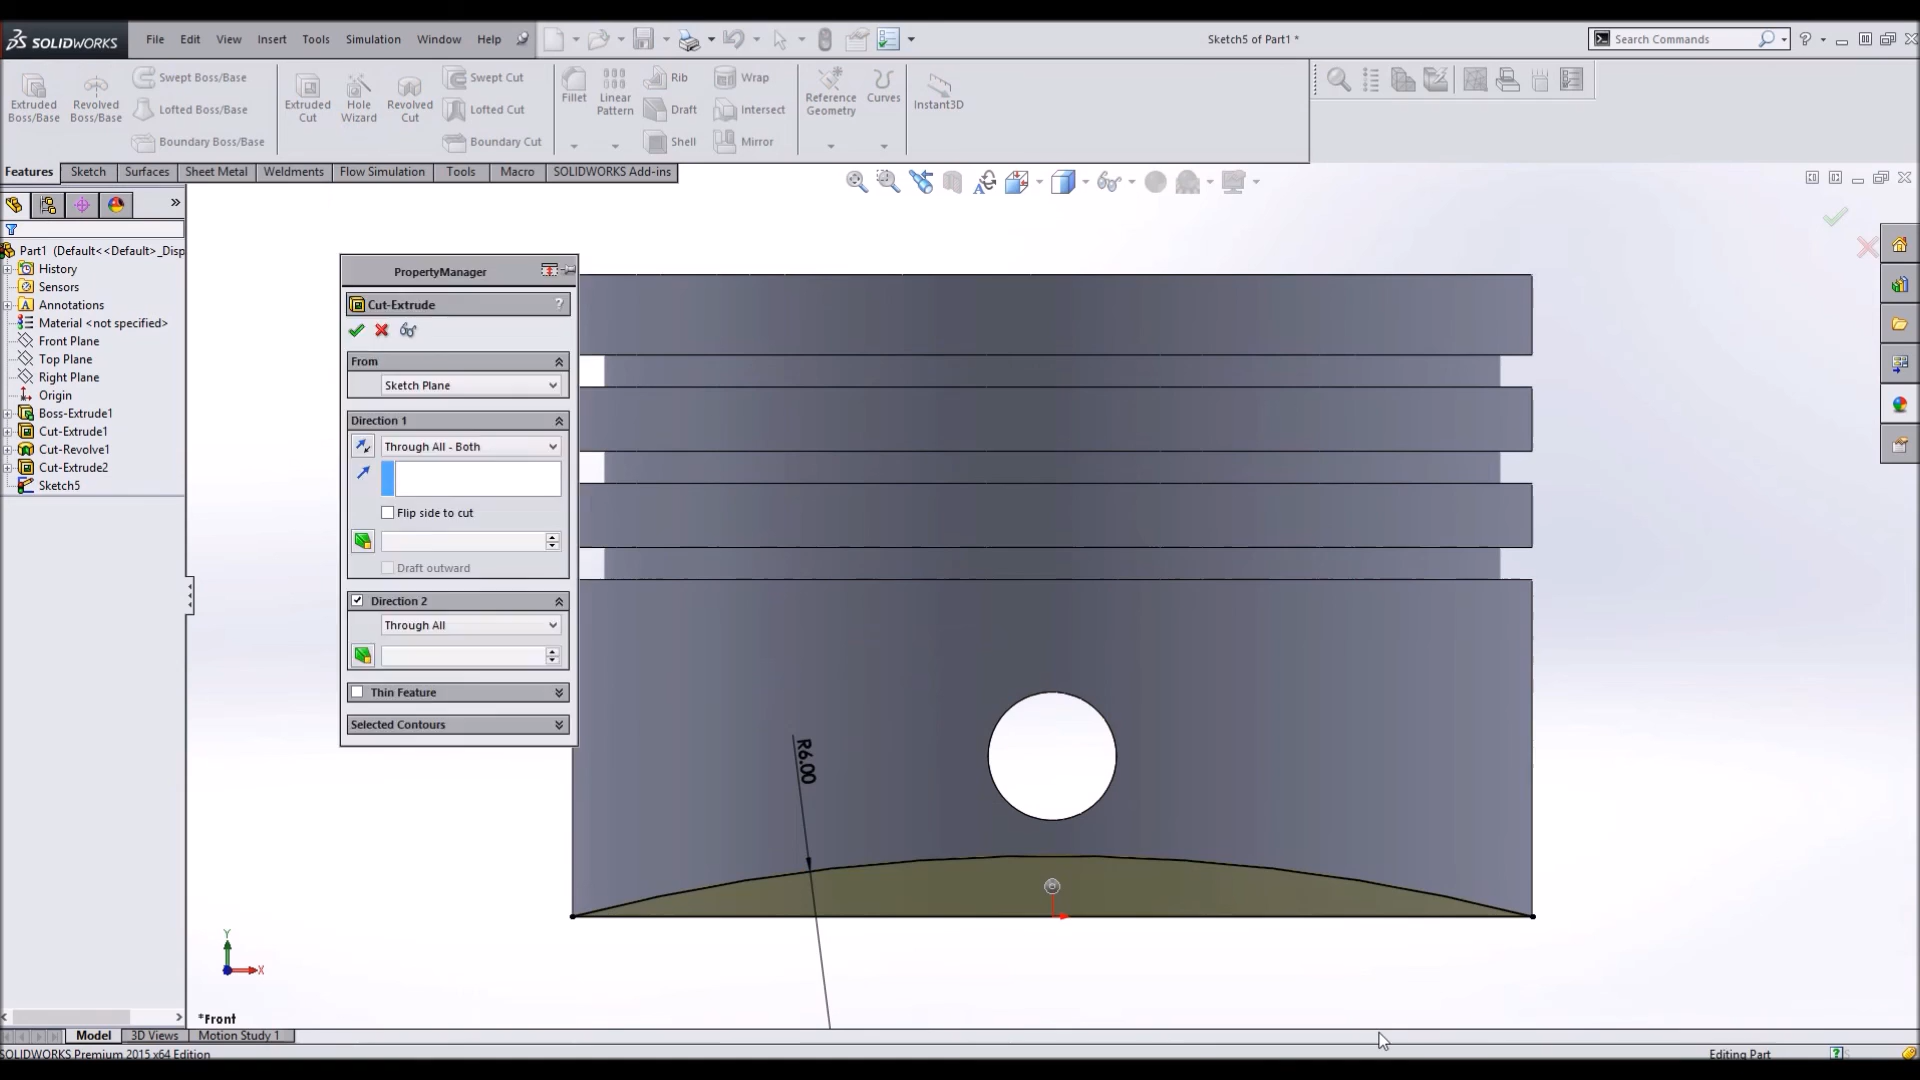 SOLIDWORKS
File Edit View Insert Tools Simulation Window Help
Sketch5 of Part1 *
Search Commands
Extruded Boss/Base
Revolved Boss/Base
Swept Boss/Base
Lofted Boss/Base
Boundary Boss/Base
Extruded Cut
Hole Wizard
Revolved Cut
Swept Cut
Lofted Cut
Boundary Cut
Fillet
Linear Pattern
Rib
Draft
Shell
Wrap
Intersect
Mirror
Reference Geometry
Curves
Instant3D
Features Sketch Surfaces Sheet Metal Weldments Flow Simulation Tools Macro SOLIDWORKS Add-ins
Part1 (Default<<Default>_Disp
History
Sensors
Annotations
Material <not specified>
Front Plane
Top Plane
Right Plane
Origin
Boss-Extrude1
Cut-Extrude1
Cut-Revolve1
Cut-Extrude2
Sketch5
PropertyManager
Cut-Extrude
?
From
Sketch Plane
Direction 1
Through All - Both
Flip side to cut
Draft outward
Direction 2
Through All
Thin Feature
Selected Contours
R6.00
Y
X
*Front
Model 3D Views Motion Study 1
SOLIDWORKS Premium 2015 x64 Edition
Editing Part